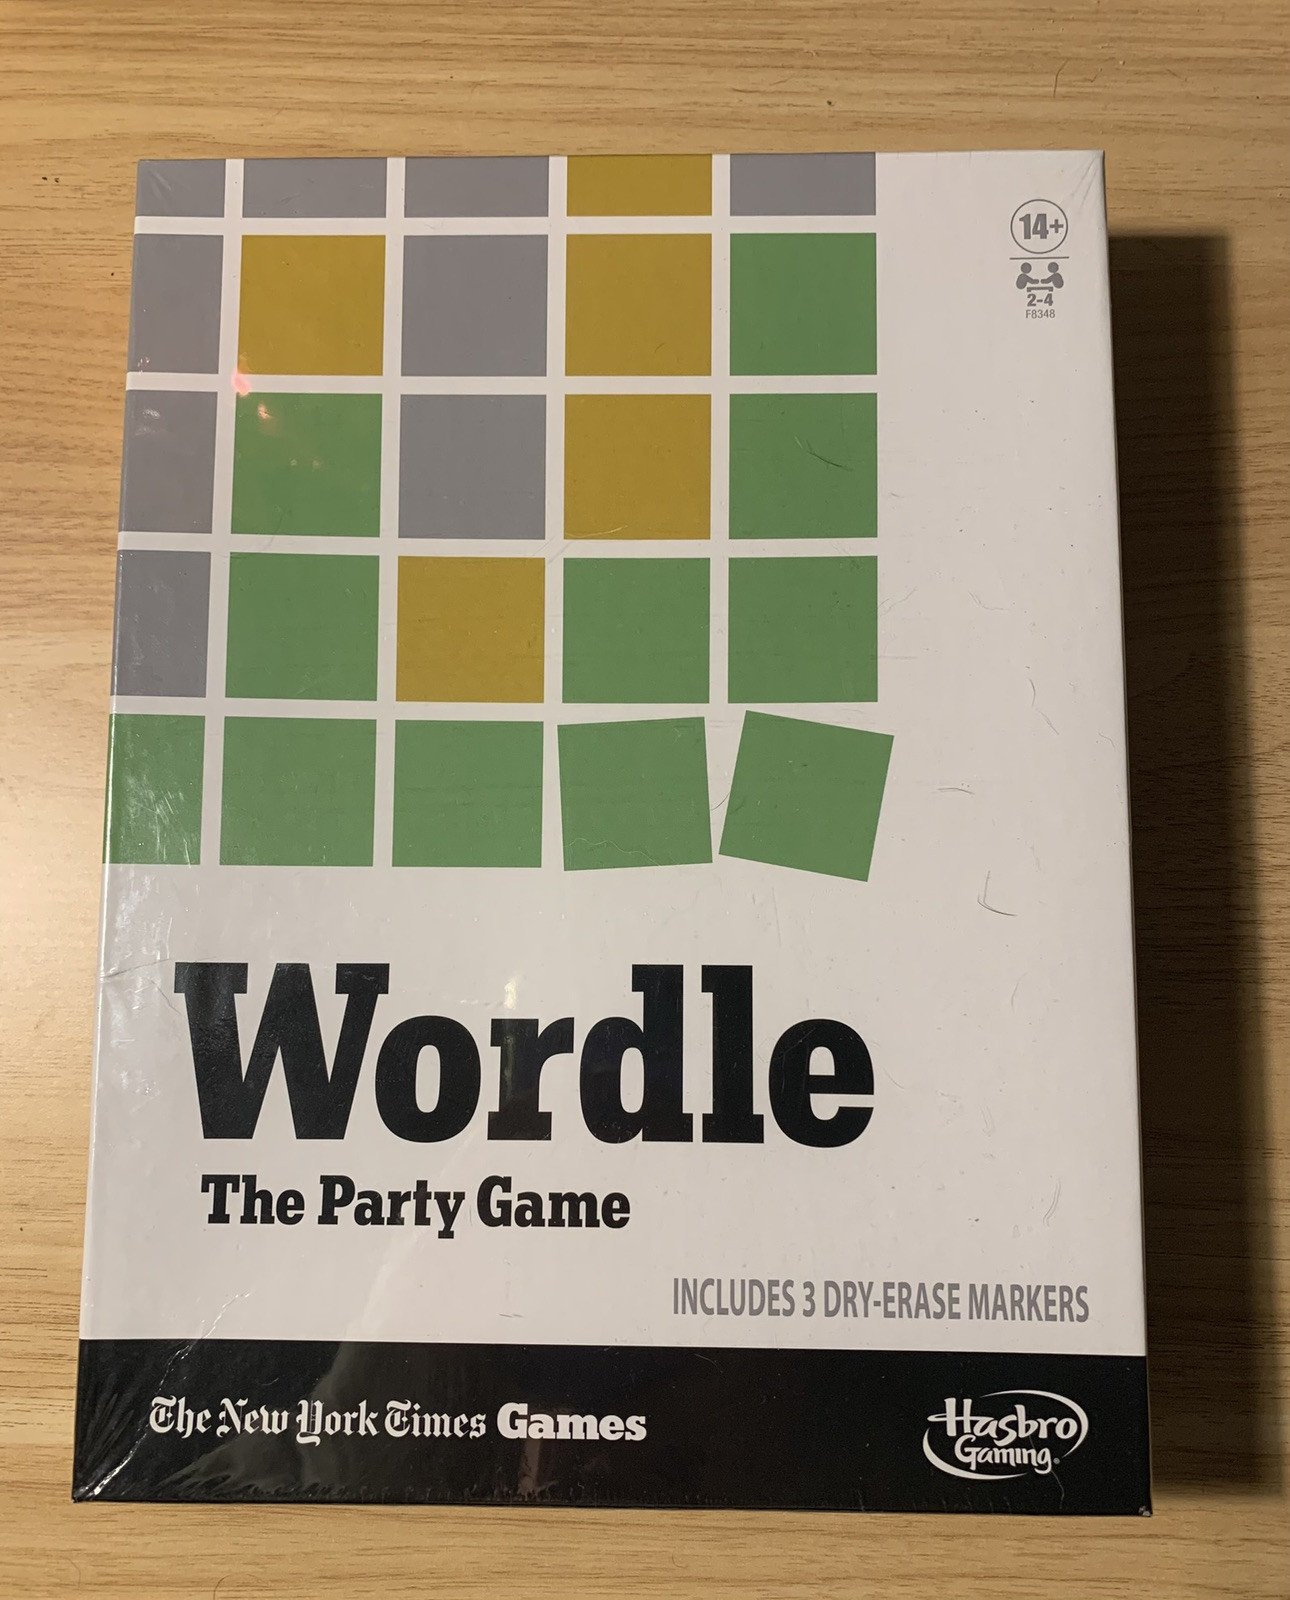 14+
2-4
F8348
Wordle
The Party Game
INCLUDES 3 DRY-ERASE MARKERS
The New York Times Games
Hasbro
Gaming®